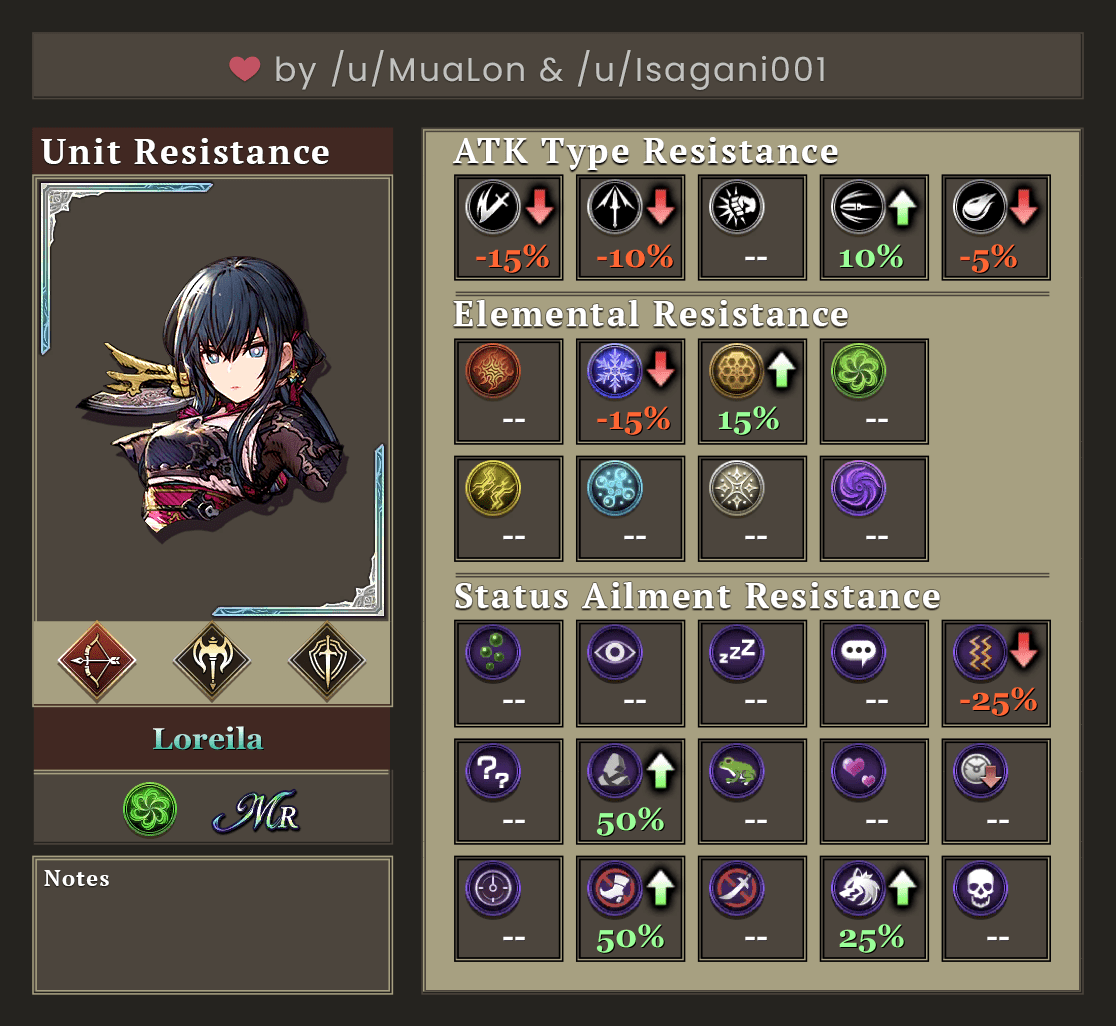 by /u/MuaLon & /u/Isagani001
Unit Resistance
Loreila
MR
Notes
ATK Type Resistance
-15% -10% -- 10% -5%
Elemental Resistance
-- -15% 15% --
-- -- -- --
Status Ailment Resistance
zzZ
-- -- -- -- -25%
??
-- 50% -- -- --
-- 50% -- 25% --